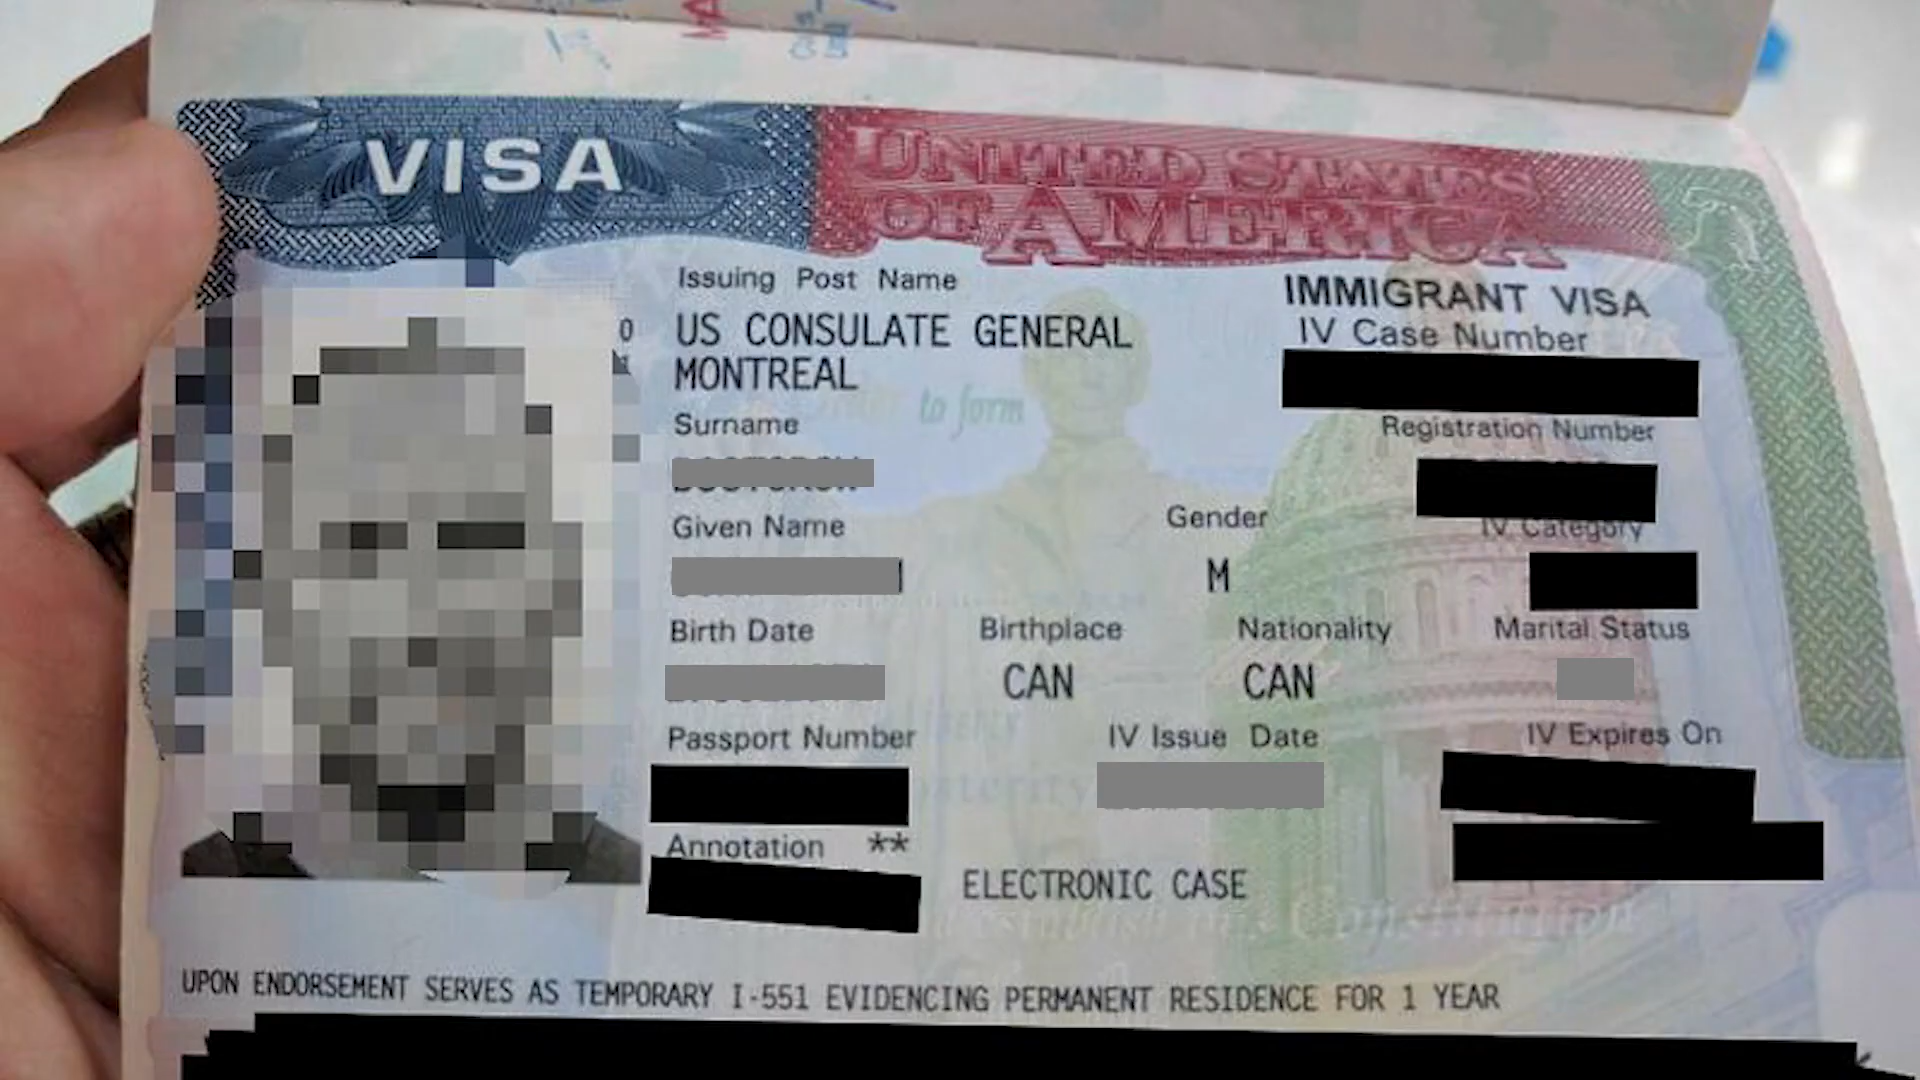 VISA
UNITED STATES
OF AMERICA
Issuing Post Name
US CONSULATE GENERAL
MONTREAL
IMMIGRANT VISA
IV Case Number
Surname
to form
Registration Number
Given Name
Gender
M
IV Category
Birth Date
Birthplace
CAN
Nationality
CAN
Marital Status
Passport Number
IV Issue Date
IV Expires On
Annotation **
ELECTRONIC CASE
UPON ENDORSEMENT SERVES AS TEMPORARY I-551 EVIDENCING PERMANENT RESIDENCE FOR 1 YEAR